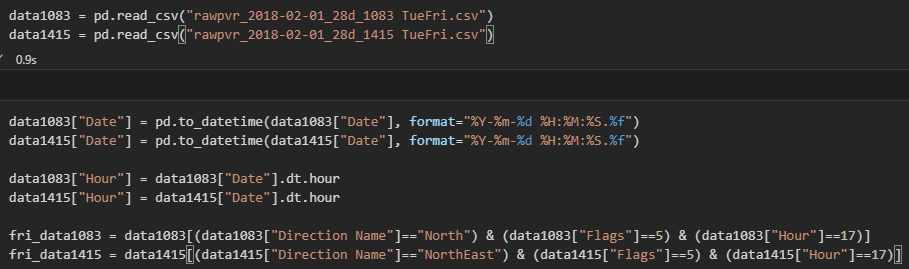 data1083 = pd.read_csv("rawpvr_2018-02-01_28d_1083 TueFri.csv")
data1415 = pd.read_csv("rawpvr_2018-02-01_28d_1415 TueFri.csv")
0.9s
data1083["Date"] = pd.to_datetime(data1083["Date"], format="%Y-%m-%d %H:%M:%S.%f")
data1415["Date"] = pd.to_datetime(data1415["Date"], format="%Y-%m-%d %H:%M:%S.%f")
data1083["Hour"] = data1083["Date"].dt.hour
data1415["Hour"] = data1415["Date"].dt.hour
fri_data1083 = data1083[(data1083["Direction Name"]=="North") & (data1083["Flags"]==5) & (data1083["Hour"]==17)]
fri_data1415 = data1415[(data1415["Direction Name"]=="NorthEast") & (data1415["Flags"]==5) & (data1415["Hour"]==17)]